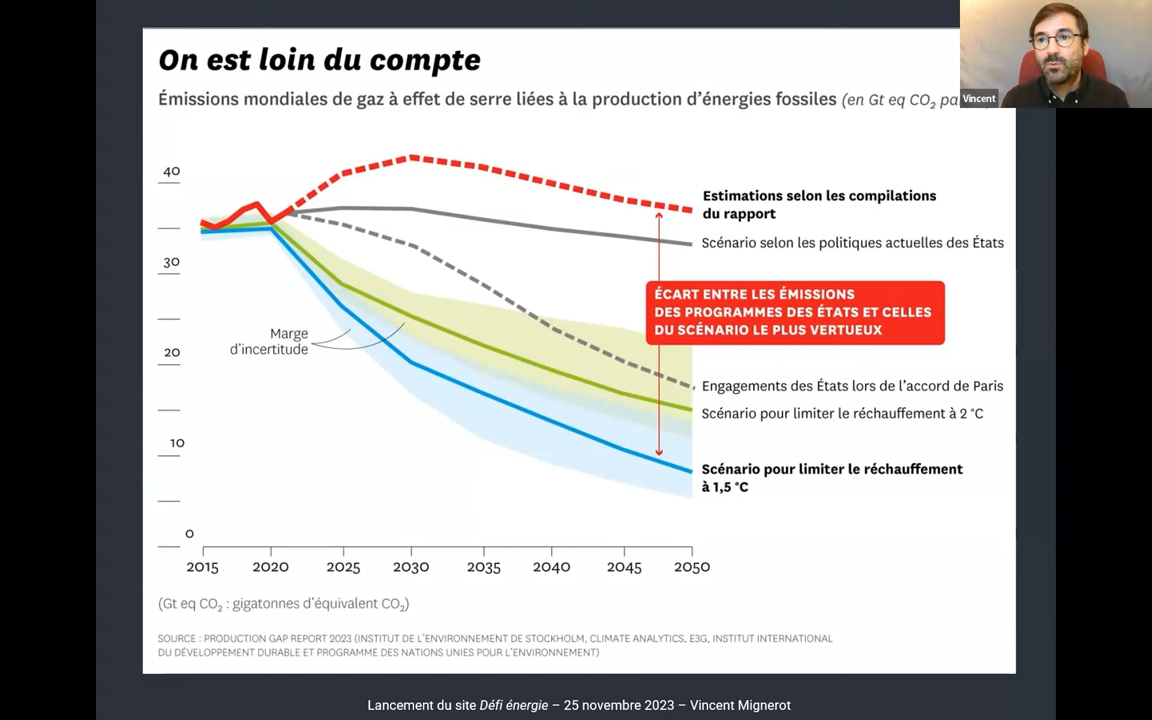 On est loin du compte
Émissions mondiales de gaz à effet de serre liées à la production d'énergies fossiles (en Gt eq CO₂
Vincent
40
30
20
10
0
Estimations selon les compilations
du rapport
Scénario selon les politiques actuelles des États
ÉCART ENTRE LES ÉMISSIONS
DES PROGRAMMES DES ÉTATS ET CELLES
DU SCÉNARIO LE PLUS VERTUEUX
Marge
d'incertitude
Engagements des États lors de l'accord de Paris
Scénario pour limiter le réchauffement à 2 °C
Scénario pour limiter le réchauffement
à 1,5 °C
2015 2020 2025 2030 2035 2040 2045 2050
(Gt eq CO₂ : gigatonnes d'équivalent CO₂)
SOURCE : PRODUCTION GAP REPORT 2023 (INSTITUT DE L'ENVIRONNEMENT DE STOCKHOLM, CLIMATE ANALYTICS, E3G, INSTITUT INTERNATIONAL
DU DÉVELOPPEMENT DURABLE ET PROGRAMME DES NATIONS UNIES POUR L'ENVIRONNEMENT)
Lancement du site Défi énergie – 25 novembre 2023 – Vincent Mignerot